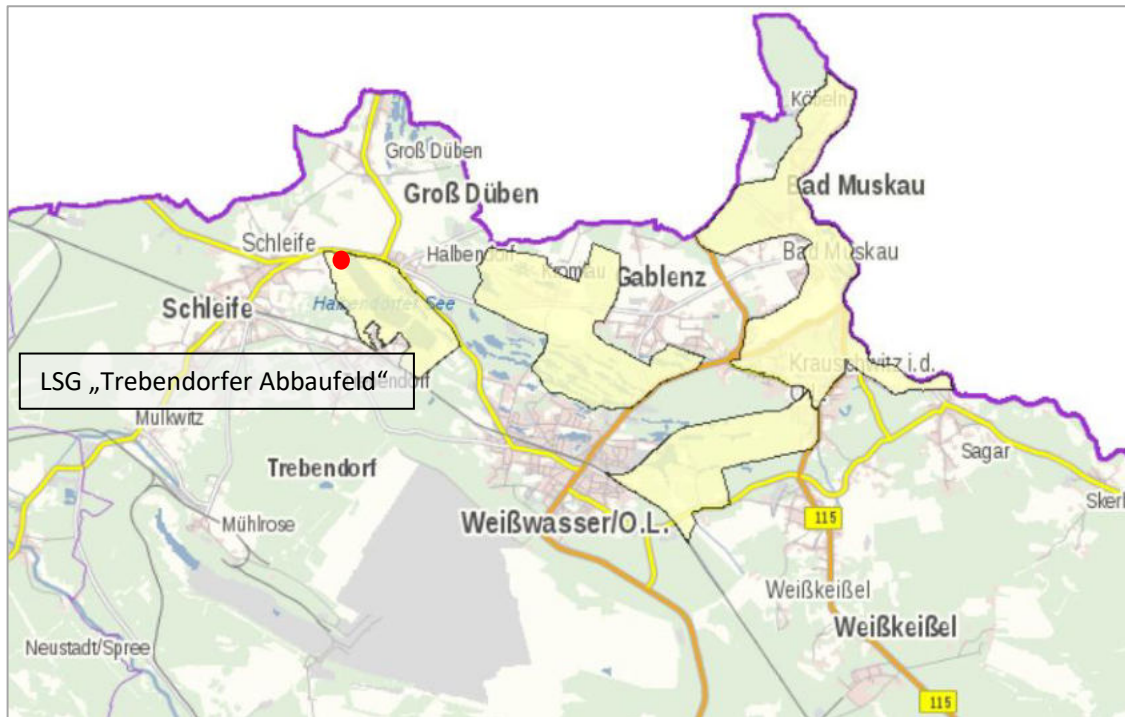 Köbeln
Groß Düben
Groß Düben
Bad Muskau
Schleife
Halbendorf
Kromlau
Gablenz
Bad Muskau
Halbendorfer See
Schleife
Krauschwitz i.d.
LSG „Trebendorfer Abbaufeld“
Mulkwitz
Sagar
Trebendorf
Skerb
Mühlrose
Weißwasser/O.L.
115
Weißkeißel
Weißkeißel
Neustadt/Spree
115